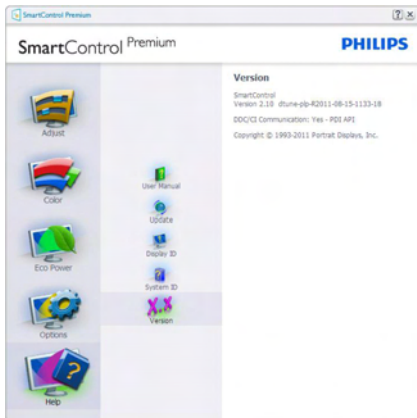 SmartControl Premium
SmartControl Premium
PHILIPS
Adjust
Color
Eco Power
Options
Help
User Manual
Update
Display ID
System ID
X.X
Version
Version
SmartControl
Version 2.10 dtune-plp-R2011-08-15-1133-18
DDC/CI Communication: Yes - PDI API
Copyright © 1993-2011 Portrait Displays, Inc.